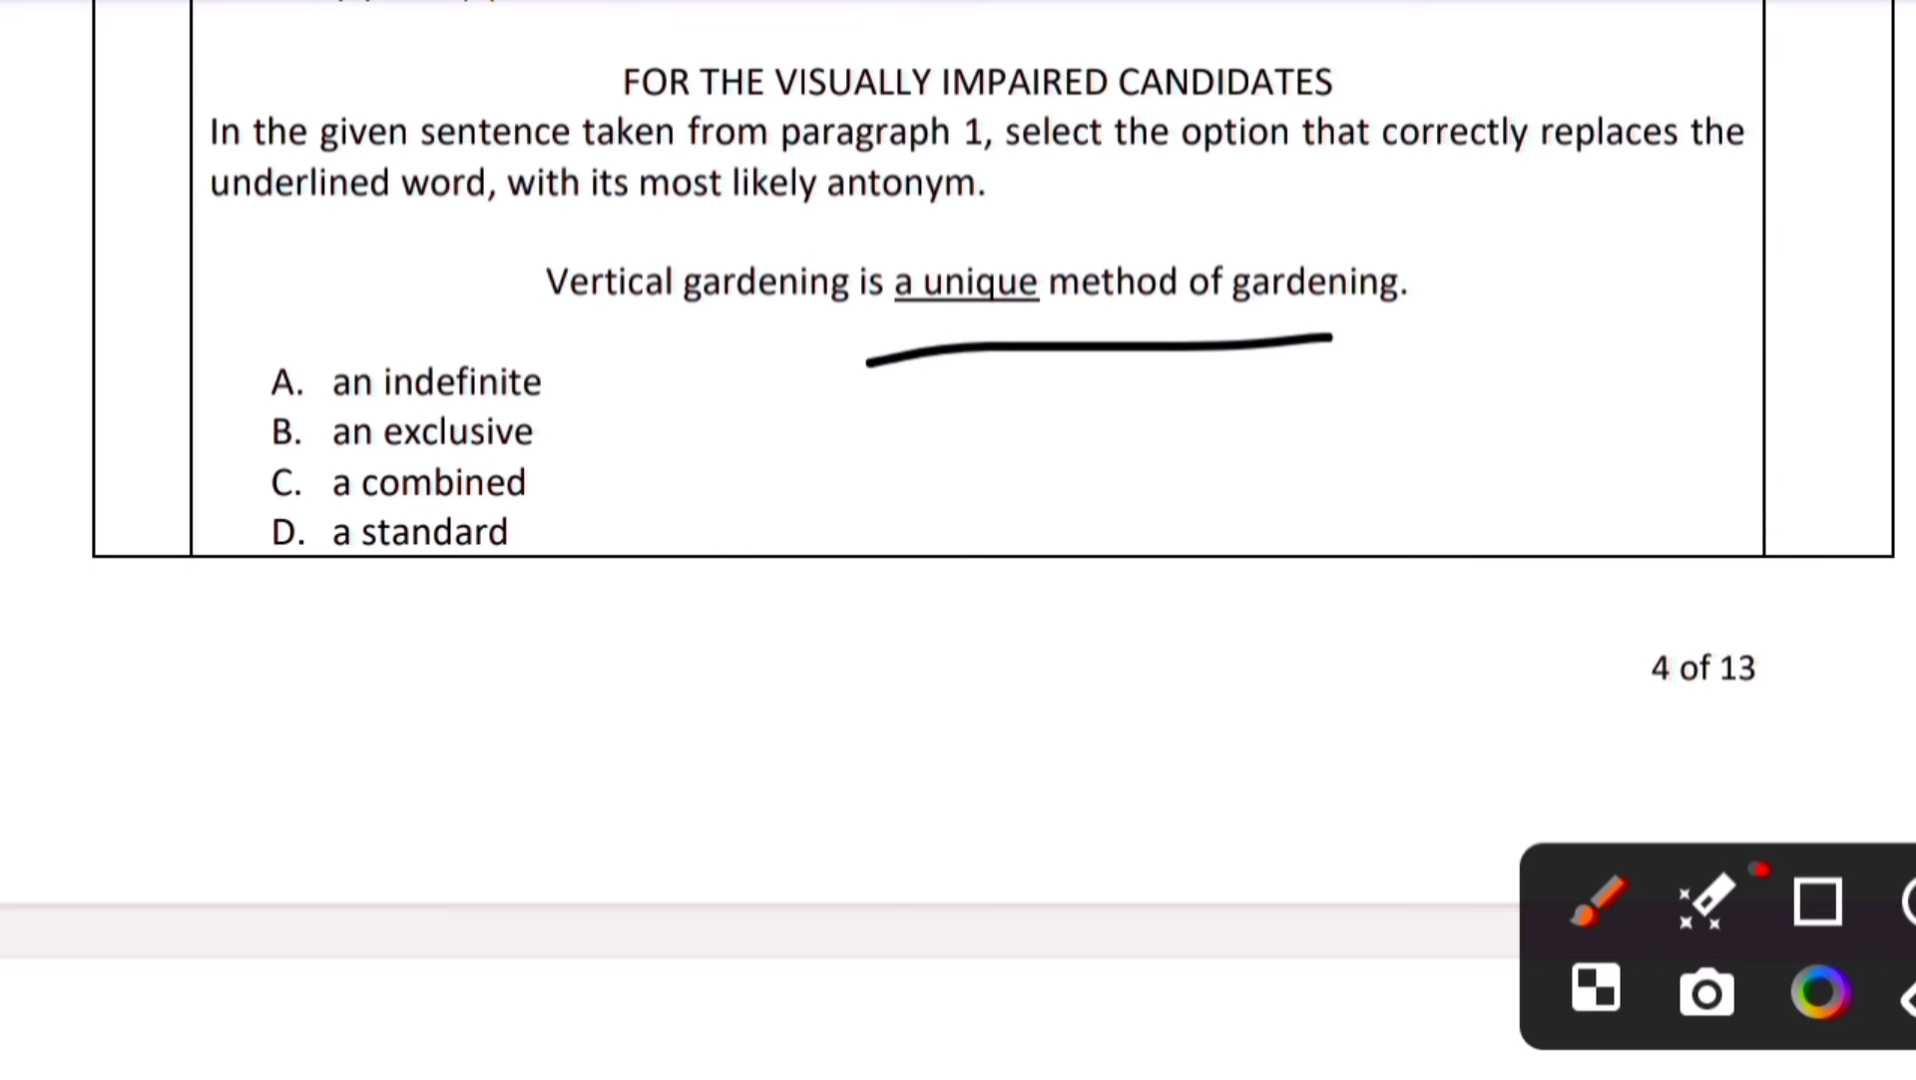 FOR THE VISUALLY IMPAIRED CANDIDATES
In the given sentence taken from paragraph 1, select the option that correctly replaces the
underlined word, with its most likely antonym.
Vertical gardening is a unique method of gardening.
A. an indefinite
B. an exclusive
C. a combined
D. a standard
4 of 13